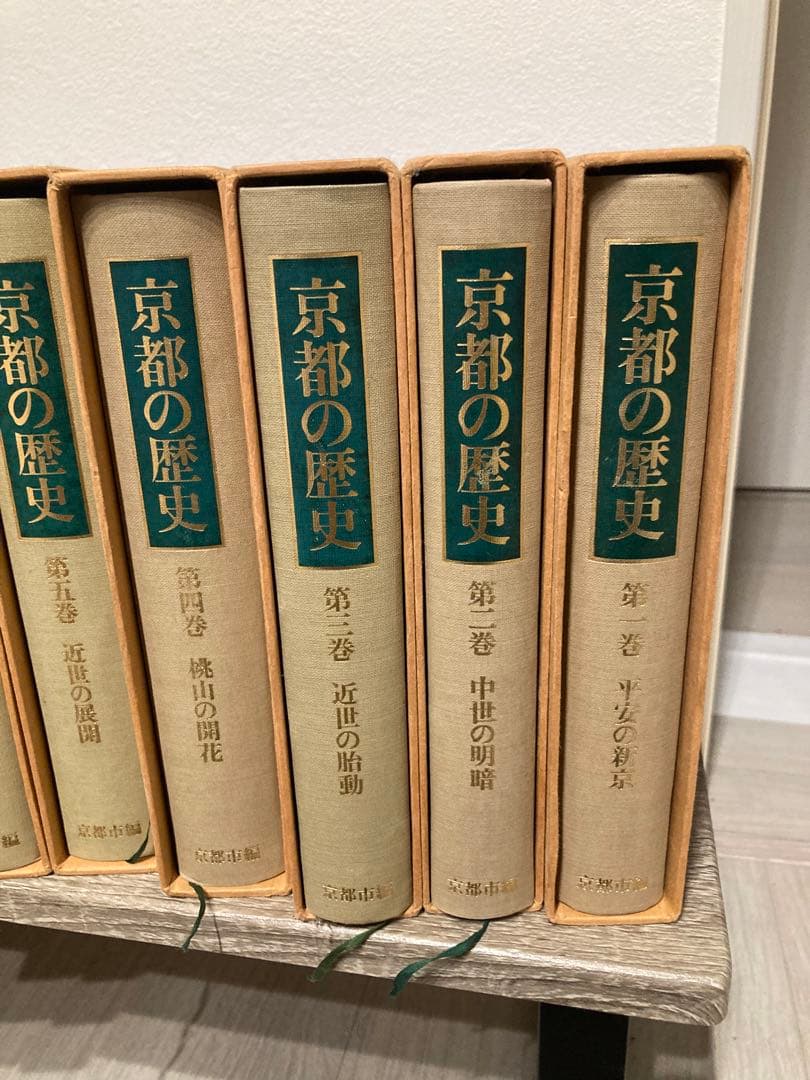 京都の歴史
第一巻 平安の新京
京都市編
京都の歴史
第二巻 中世の明暗
京都市編
京都の歴史
第三巻 近世の胎動
京都市編
京都の歴史
第四巻 桃山の開花
京都市編
京都の歴史
第五巻 近世の展開
京都市編
編